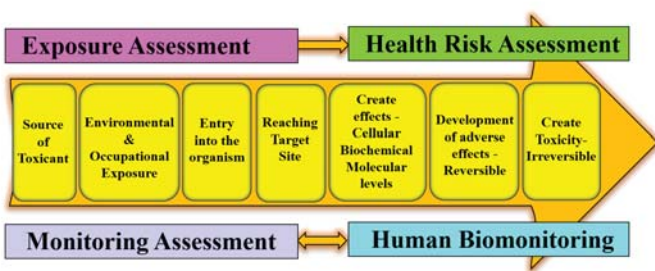 Exposure Assessment
Health Risk Assessment
Source
of
Toxicant
Environmental
&
Occupational
Exposure
Entry
into the
organism
Reaching
Target
Site
Create
effects -
Cellular
Biochemical
Molecular
levels
Development
of adverse
effects -
Reversible
Create
Toxicity-
Irreversible
Monitoring Assessment
Human Biomonitoring